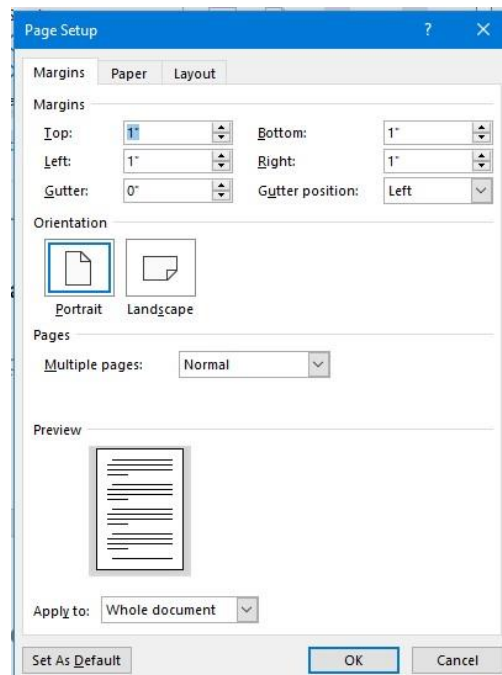 Page Setup ? ×
Margins Paper Layout
Margins
Top: 1" Bottom: 1"
Left: 1" Right: 1"
Gutter: 0" Gutter position: Left
Orientation
Portrait Landscape
Pages
Multiple pages: Normal
Preview
Apply to: Whole document
Set As Default OK Cancel